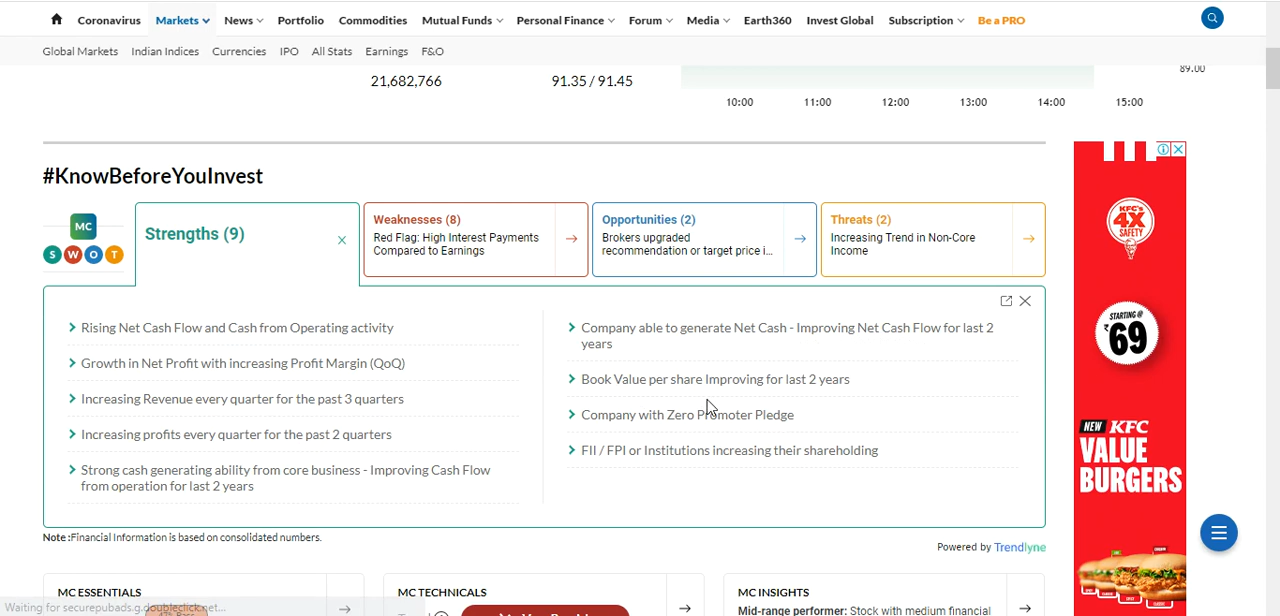 Coronavirus Markets News Portfolio Commodities Mutual Funds Personal Finance Forum Media Earth360 Invest Global Subscription Be a PRO
Global Markets Indian Indices Currencies IPO All Stats Earnings F&O
21,682,766
91.35 / 91.45
89.00
10:00 11:00 12:00 13:00 14:00 15:00
#KnowBeforeYouInvest
MC
S W O T
Strengths (9)
Weaknesses (8)
Red Flag: High Interest Payments
Compared to Earnings
Opportunities (2)
Brokers upgraded
recommendation or target price i...
Threats (2)
Increasing Trend in Non-Core
Income
Rising Net Cash Flow and Cash from Operating activity
Growth in Net Profit with increasing Profit Margin (QoQ)
Increasing Revenue every quarter for the past 3 quarters
Increasing profits every quarter for the past 2 quarters
Strong cash generating ability from core business - Improving Cash Flow
from operation for last 2 years
Company able to generate Net Cash - Improving Net Cash Flow for last 2
years
Book Value per share Improving for last 2 years
Company with Zero Promoter Pledge
FII / FPI or Institutions increasing their shareholding
Note :Financial Information is based on consolidated numbers.
Powered by Trendlyne
MC ESSENTIALS
MC TECHNICALS
MC INSIGHTS
Mid-range performer: Stock with medium financial
Waiting for securepubads.g.doubleclick.net...
KFC's
4X
SAFETY
STARTING @
₹69
NEW KFC
VALUE
BURGERS